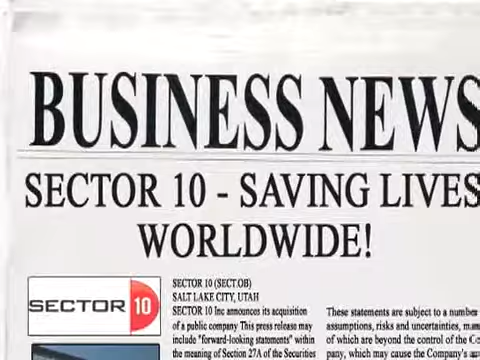 BUSINESS NEWS
SECTOR 10 - SAVING LIVES
WORLDWIDE!
SECTOR 10
SECTOR 10 (SECT.OB)
SALT LAKE CITY, UTAH
SECTOR 10 Inc announces its acquisition
of a public company This press release may
include "forward-looking statements" within
the meaning of Section 27A of the Securities
These statements are subject to a number
assumptions, risks and uncertainties,
of which are beyond the control of the
pany, which may cause the Company's